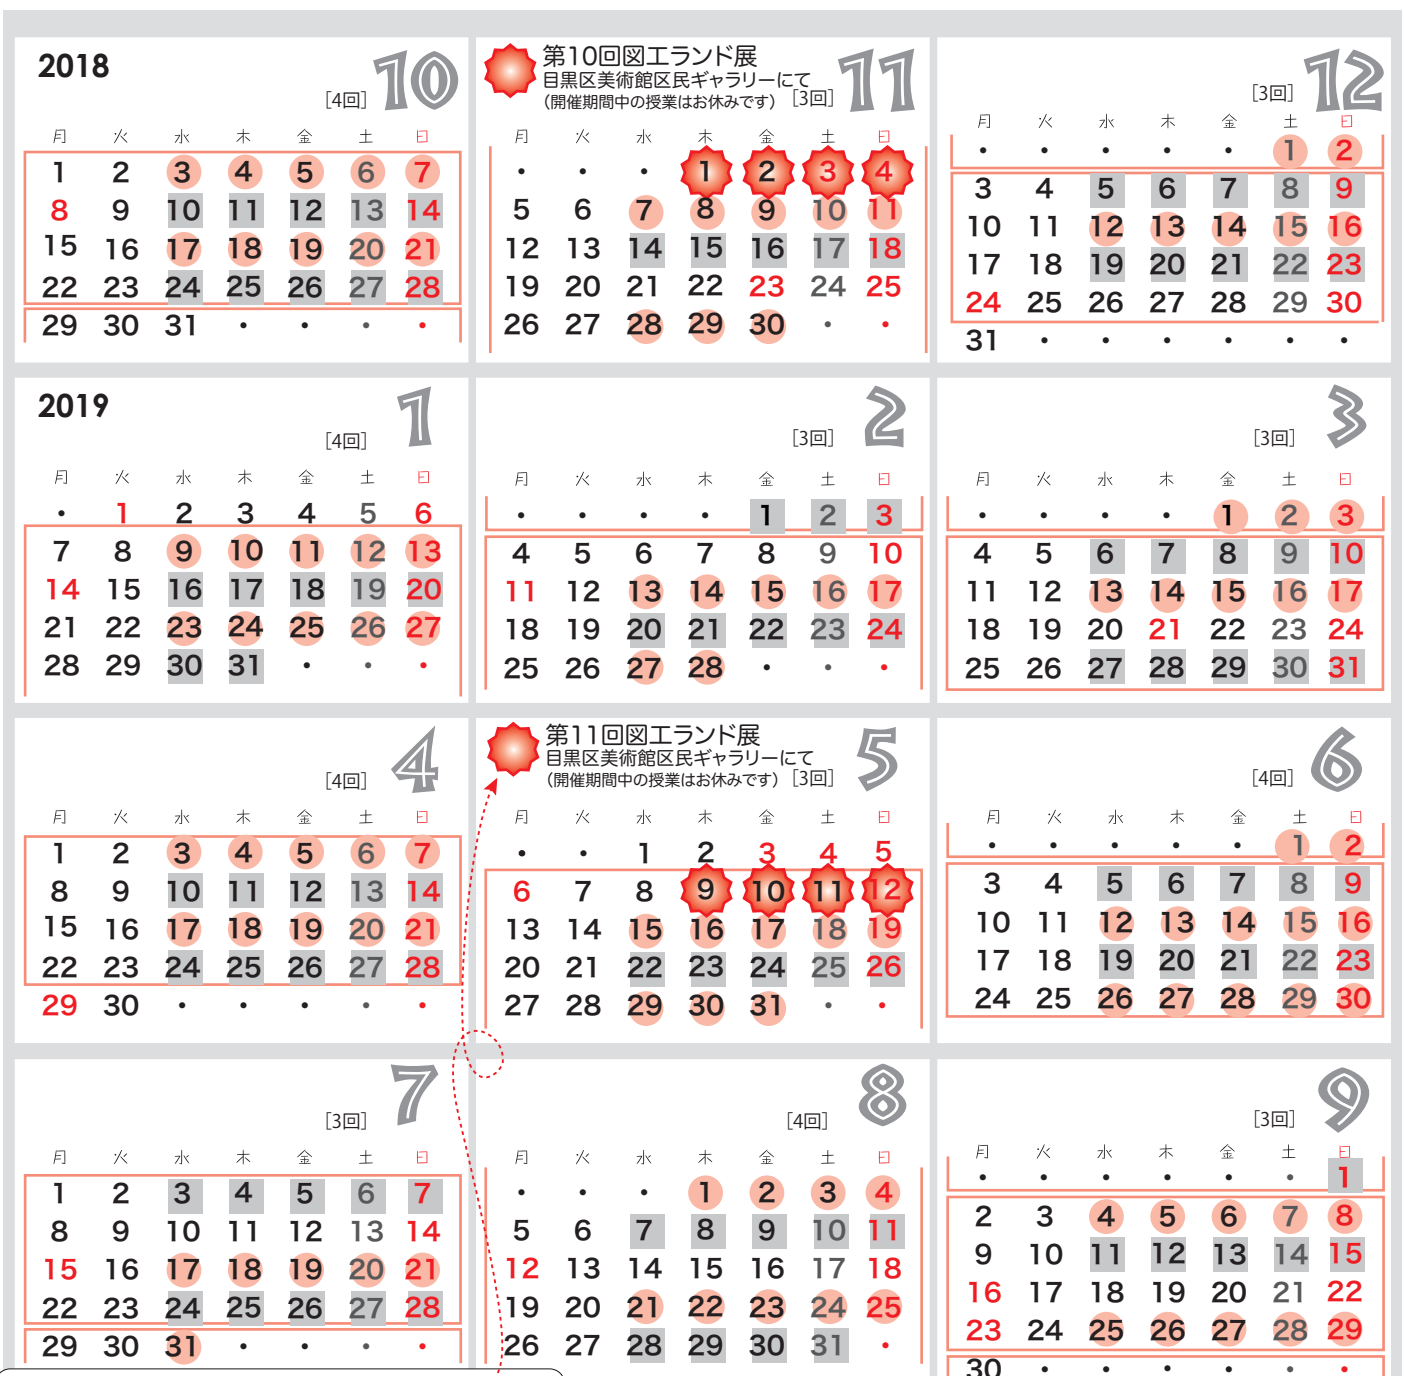 2018
10
[4回]
月 火 水 木 金 土 日
1 2 3 4 5 6 7
8 9 10 11 12 13 14
15 16 17 18 19 20 21
22 23 24 25 26 27 28
29 30 31 ・ ・ ・ ・
第10回図工ランド展
目黒区美術館区民ギャラリーにて
(開催期間中の授業はお休みです) [3回]
11
月 火 水 木 金 土 日
・ ・ ・ 1 2 3 4
5 6 7 8 9 10 11
12 13 14 15 16 17 18
19 20 21 22 23 24 25
26 27 28 29 30 ・ ・
12
[3回]
月 火 水 木 金 土 日
・ ・ ・ ・ ・ 1 2
3 4 5 6 7 8 9
10 11 12 13 14 15 16
17 18 19 20 21 22 23
24 25 26 27 28 29 30
31 ・ ・ ・ ・ ・ ・
2019
1
[4回]
月 火 水 木 金 土 日
・ 1 2 3 4 5 6
7 8 9 10 11 12 13
14 15 16 17 18 19 20
21 22 23 24 25 26 27
28 29 30 31 ・ ・ ・
2
[3回]
月 火 水 木 金 土 日
・ ・ ・ ・ 1 2 3
4 5 6 7 8 9 10
11 12 13 14 15 16 17
18 19 20 21 22 23 24
25 26 27 28 ・ ・ ・
3
[3回]
月 火 水 木 金 土 日
・ ・ ・ ・ 1 2 3
4 5 6 7 8 9 10
11 12 13 14 15 16 17
18 19 20 21 22 23 24
25 26 27 28 29 30 31
4
[4回]
月 火 水 木 金 土 日
1 2 3 4 5 6 7
8 9 10 11 12 13 14
15 16 17 18 19 20 21
22 23 24 25 26 27 28
29 30 ・ ・ ・ ・ ・
第11回図工ランド展
目黒区美術館区民ギャラリーにて
(開催期間中の授業はお休みです) [3回]
5
月 火 水 木 金 土 日
・ ・ 1 2 3 4 5
6 7 8 9 10 11 12
13 14 15 16 17 18 19
20 21 22 23 24 25 26
27 28 29 30 31 ・ ・
6
[4回]
月 火 水 木 金 土 日
・ ・ ・ ・ ・ 1 2
3 4 5 6 7 8 9
10 11 12 13 14 15 16
17 18 19 20 21 22 23
24 25 26 27 28 29 30
7
[3回]
月 火 水 木 金 土 日
1 2 3 4 5 6 7
8 9 10 11 12 13 14
15 16 17 18 19 20 21
22 23 24 25 26 27 28
29 30 31 ・ ・ ・ ・
8
[4回]
月 火 水 木 金 土 日
・ ・ ・ 1 2 3 4
5 6 7 8 9 10 11
12 13 14 15 16 17 18
19 20 21 22 23 24 25
26 27 28 29 30 31 ・
9
[3回]
月 火 水 木 金 土 日
・ ・ ・ ・ ・ ・ 1
2 3 4 5 6 7 8
9 10 11 12 13 14 15
16 17 18 19 20 21 22
23 24 25 26 27 28 29
30 ・ ・ ・ ・ ・ ・